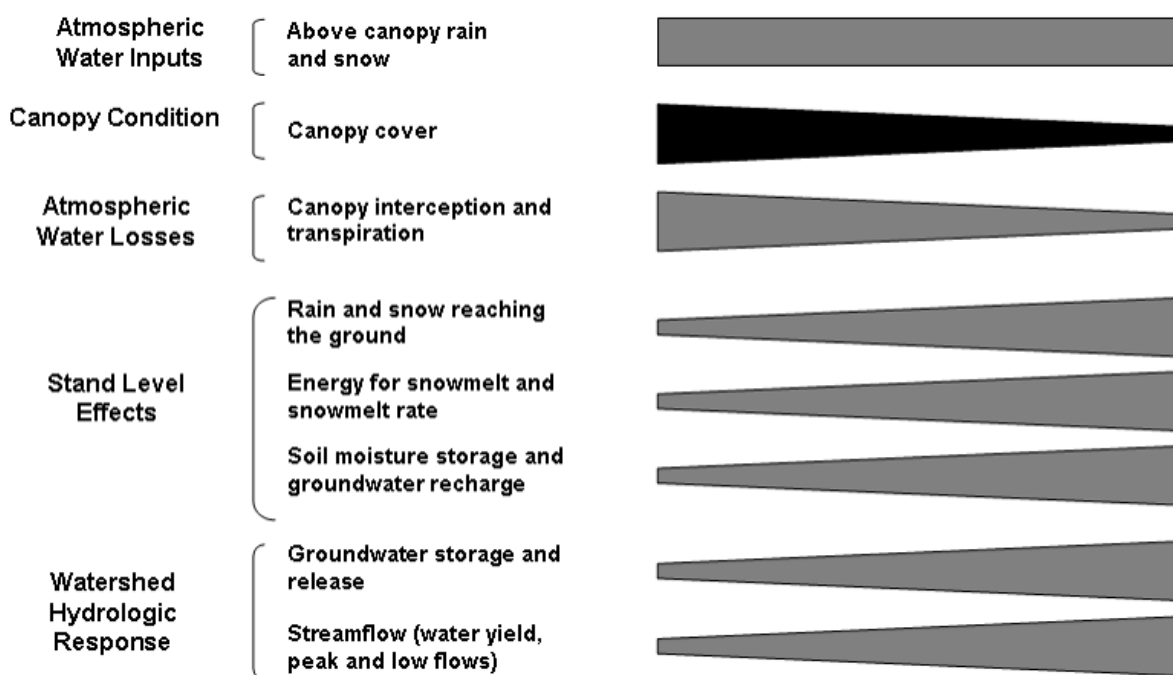 Atmospheric
Water Inputs
Above canopy rain
and snow
Canopy Condition
Canopy cover
Atmospheric
Water Losses
Canopy interception and
transpiration
Stand Level
Effects
Rain and snow reaching
the ground
Energy for snowmelt and
snowmelt rate
Soil moisture storage and
groundwater recharge
Watershed
Hydrologic
Response
Groundwater storage and
release
Streamflow (water yield,
peak and low flows)